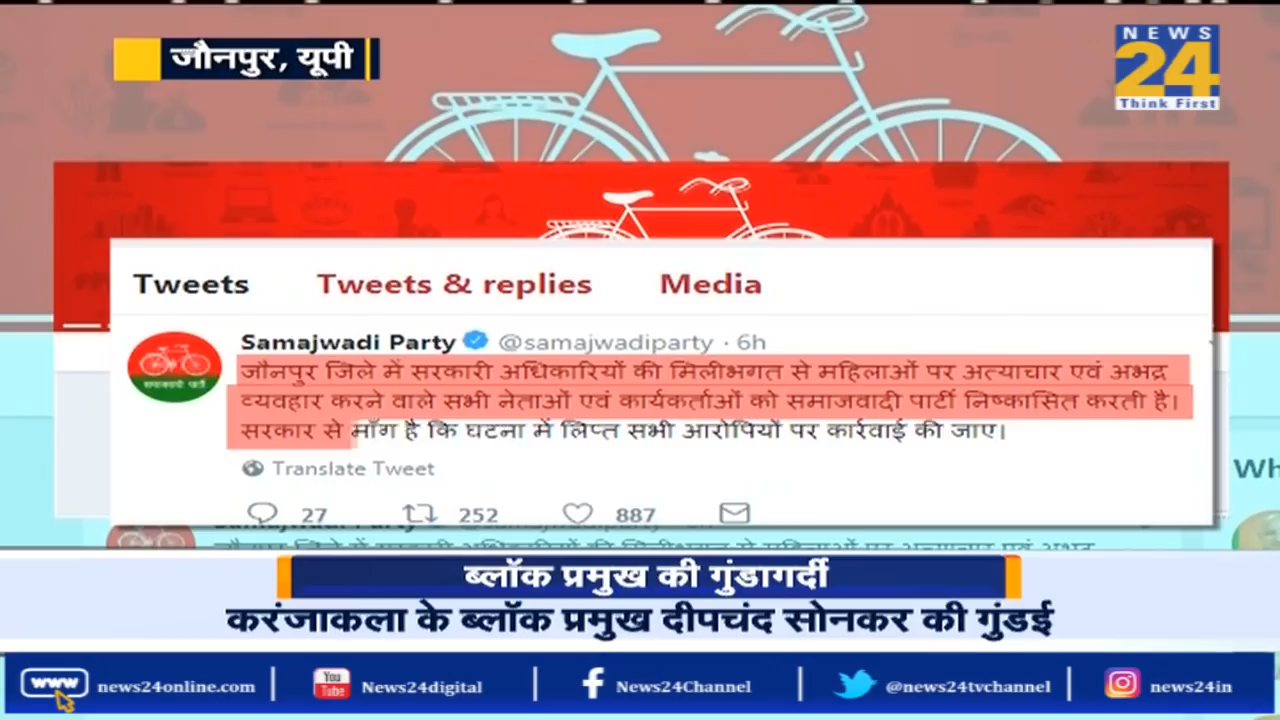 जौनपुर, यूपी
NEWS
24
Think First
Tweets Tweets & replies Media
Samajwadi Party @samajwadiparty · 6h
जौनपुर जिले में सरकारी अधिकारियों की मिलीभगत से महिलाओं पर अत्याचार एवं अभद्र
व्यवहार करने वाले सभी नेताओं एवं कार्यकर्ताओं को समाजवादी पार्टी निष्कासित करती है।
सरकार से माँग है कि घटना में लिप्त सभी आरोपियों पर कार्रवाई की जाए।
समाजवादी पार्टी
Translate Tweet
27 252 887
Wh
ब्लॉक प्रमुख की गुंडागर्दी
करंजाकला के ब्लॉक प्रमुख दीपचंद सोनकर की गुंडई
www news24online.com You Tube News24digital News24Channel @news24tvchannel news24in